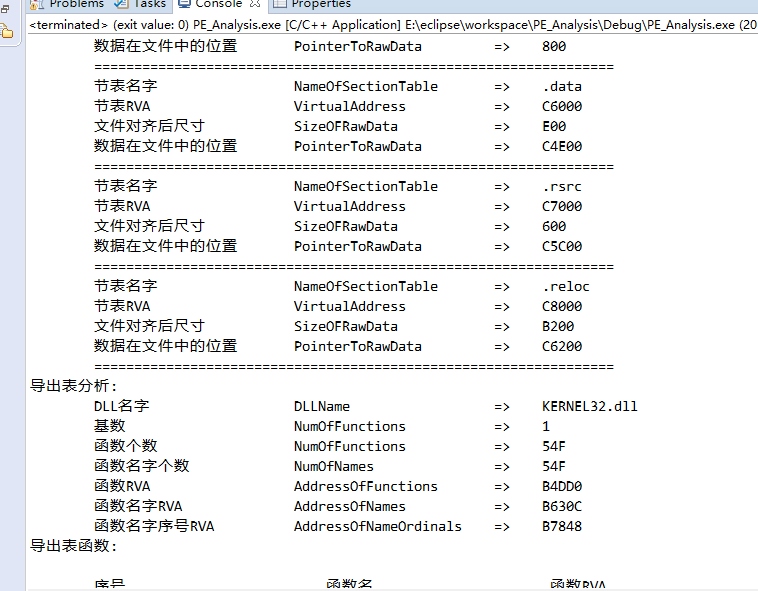 Problems Tasks Console Properties
<terminated> (exit value: 0) PE_Analysis.exe [C/C++ Application] E:\eclipse\workspace\PE_Analysis\Debug\PE_Analysis.exe (20
数据在文件中的位置 PointerToRawData => 800
=================================================================
节表名字 NameOfSectionTable => .data
节表RVA VirtualAddress => C6000
文件对齐后尺寸 SizeOFRawData => E00
数据在文件中的位置 PointerToRawData => C4E00
=================================================================
节表名字 NameOfSectionTable => .rsrc
节表RVA VirtualAddress => C7000
文件对齐后尺寸 SizeOFRawData => 600
数据在文件中的位置 PointerToRawData => C5C00
=================================================================
节表名字 NameOfSectionTable => .reloc
节表RVA VirtualAddress => C8000
文件对齐后尺寸 SizeOFRawData => B200
数据在文件中的位置 PointerToRawData => C6200
=================================================================
导出表分析:
DLL名字 DLLName => KERNEL32.dll
基数 NumOfFunctions => 1
函数个数 NumOfFunctions => 54F
函数名字个数 NumOfNames => 54F
函数RVA AddressOfFunctions => B4DD0
函数名字RVA AddressOfNames => B630C
函数名字序号RVA AddressOfNameOrdinals => B7848
导出表函数:
序号 函数名 函数RVA